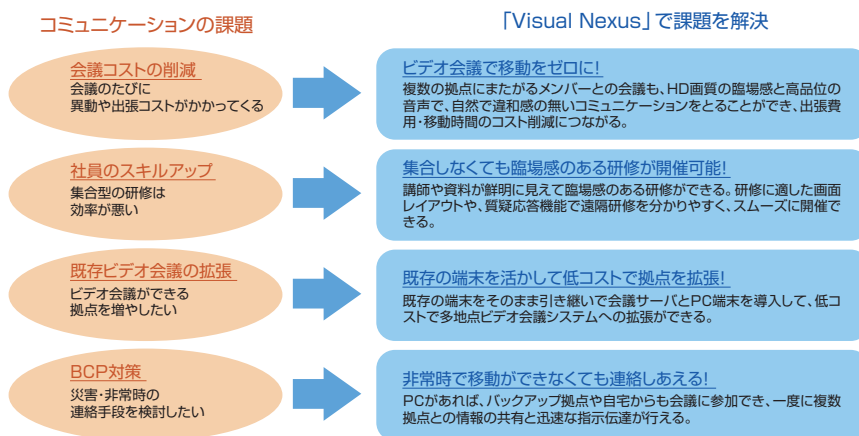 コミュニケーションの課題
「Visual Nexus」で課題を解決
会議コストの削減
会議のたびに
異動や出張コストがかかってくる
ビデオ会議で移動をゼロに!
複数の拠点にまたがるメンバーとの会議も、HD画質の臨場感と高品位の
音声で、自然で違和感の無いコミュニケーションをとることができ、出張費
用・移動時間のコスト削減につながる。
社員のスキルアップ
集合型の研修は
効率が悪い
集合しなくても臨場感のある研修が開催可能!
講師や資料が鮮明に見えて臨場感のある研修ができる。研修に適した画面
レイアウトや、質疑応答機能で遠隔研修を分かりやすく、スムーズに開催で
きる。
既存ビデオ会議の拡張
ビデオ会議ができる
拠点を増やしたい
既存の端末を活かして低コストで拠点を拡張!
既存の端末をそのまま引き継いで会議サーバとPC端末を導入して、低コ
ストで多地点ビデオ会議システムへの拡張ができる。
BCP対策
災害・非常時の
連絡手段を検討したい
非常時で移動ができなくても連絡しあえる!
PCがあれば、バックアップ拠点や自宅からも会議に参加でき、一度に複数
拠点との情報の共有と迅速な指示伝達が行える。